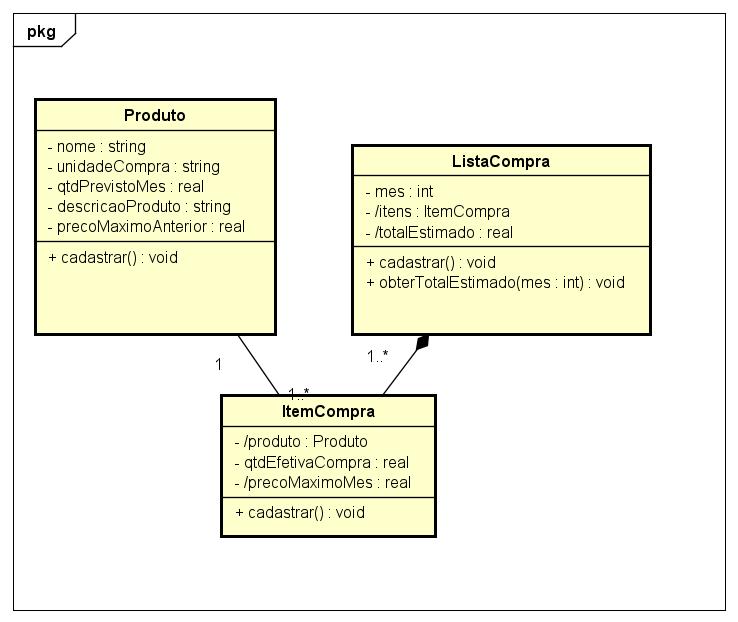 pkg
Produto
- nome : string
- unidadeCompra : string
- qtdPrevistoMes : real
- descricaoProduto : string
- precoMaximoAnterior : real
+ cadastrar() : void
ListaCompra
- mes : int
- /itens : ItemCompra
- /totalEstimado : real
+ cadastrar() : void
+ obterTotalEstimado(mes : int) : void
1
1..*
1..*
ItemCompra
- /produto : Produto
- qtdEfetivaCompra : real
- /precoMaximoMes : real
+ cadastrar() : void